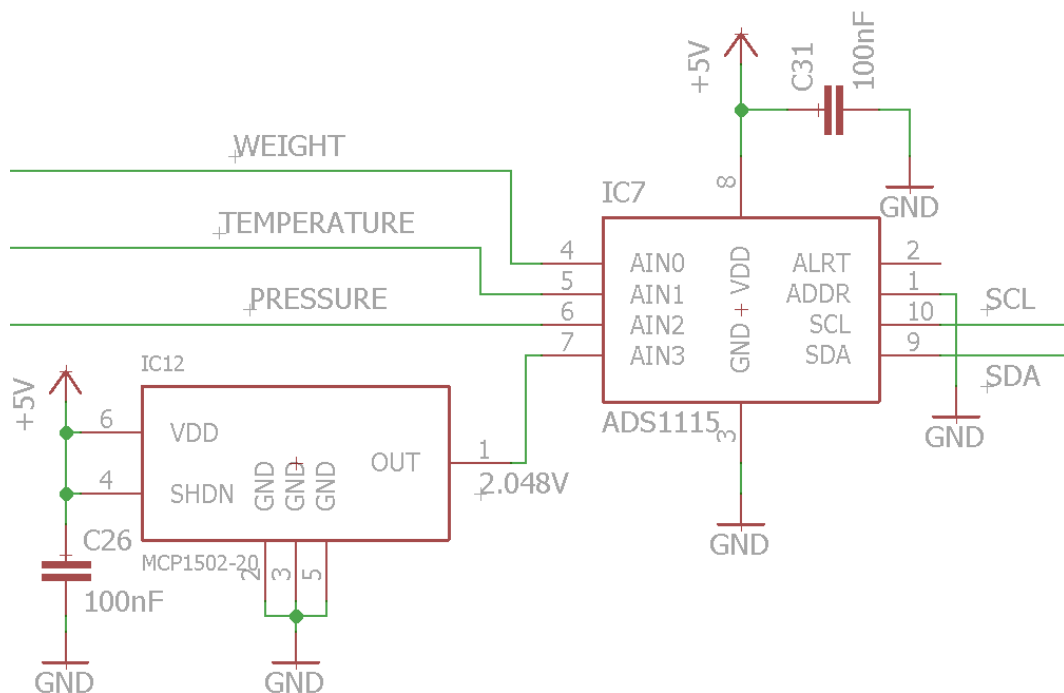 +5V
C31
100nF
WEIGHT
8
IC7
GND
TEMPERATURE
4 AIN0 VDD ALRT 2
5 AIN1 ADDR 1
PRESSURE
6 AIN2 SCL 10 SCL
7 AIN3 GND SDA 9
SDA
IC12
+5V
6 VDD
ADS1115
3
GND
OUT 1
2.048V
4 SHDN GND GND GND
GND
C26
MCP1502-20
2 3 5
100nF
GND
GND